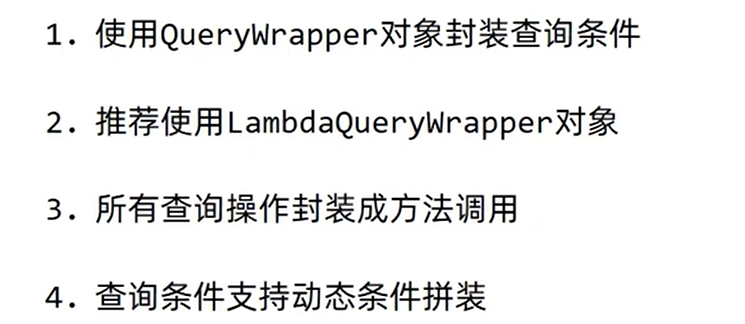 1. 使用QueryWrapper对象封装查询条件
2. 推荐使用LambdaQueryWrapper对象
3. 所有查询操作封装成方法调用
4. 查询条件支持动态条件拼装